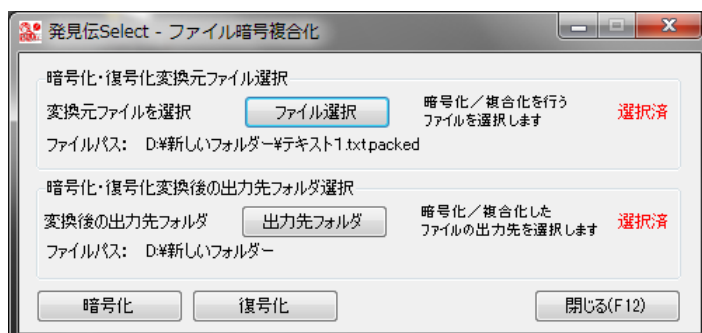 発見伝Select - ファイル暗号複合化
暗号化・復号化変換元ファイル選択
変換元ファイルを選択 ファイル選択 暗号化／複合化を行う
ファイルを選択します 選択済
ファイルパス: D:¥新しいフォルダー¥テキスト1.txt.packed
暗号化・復号化変換後の出力先フォルダ選択
変換後の出力先フォルダ 出力先フォルダ 暗号化／複合化した
ファイルの出力先を選択します 選択済
ファイルパス: D:¥新しいフォルダー
暗号化 復号化 閉じる(F12)